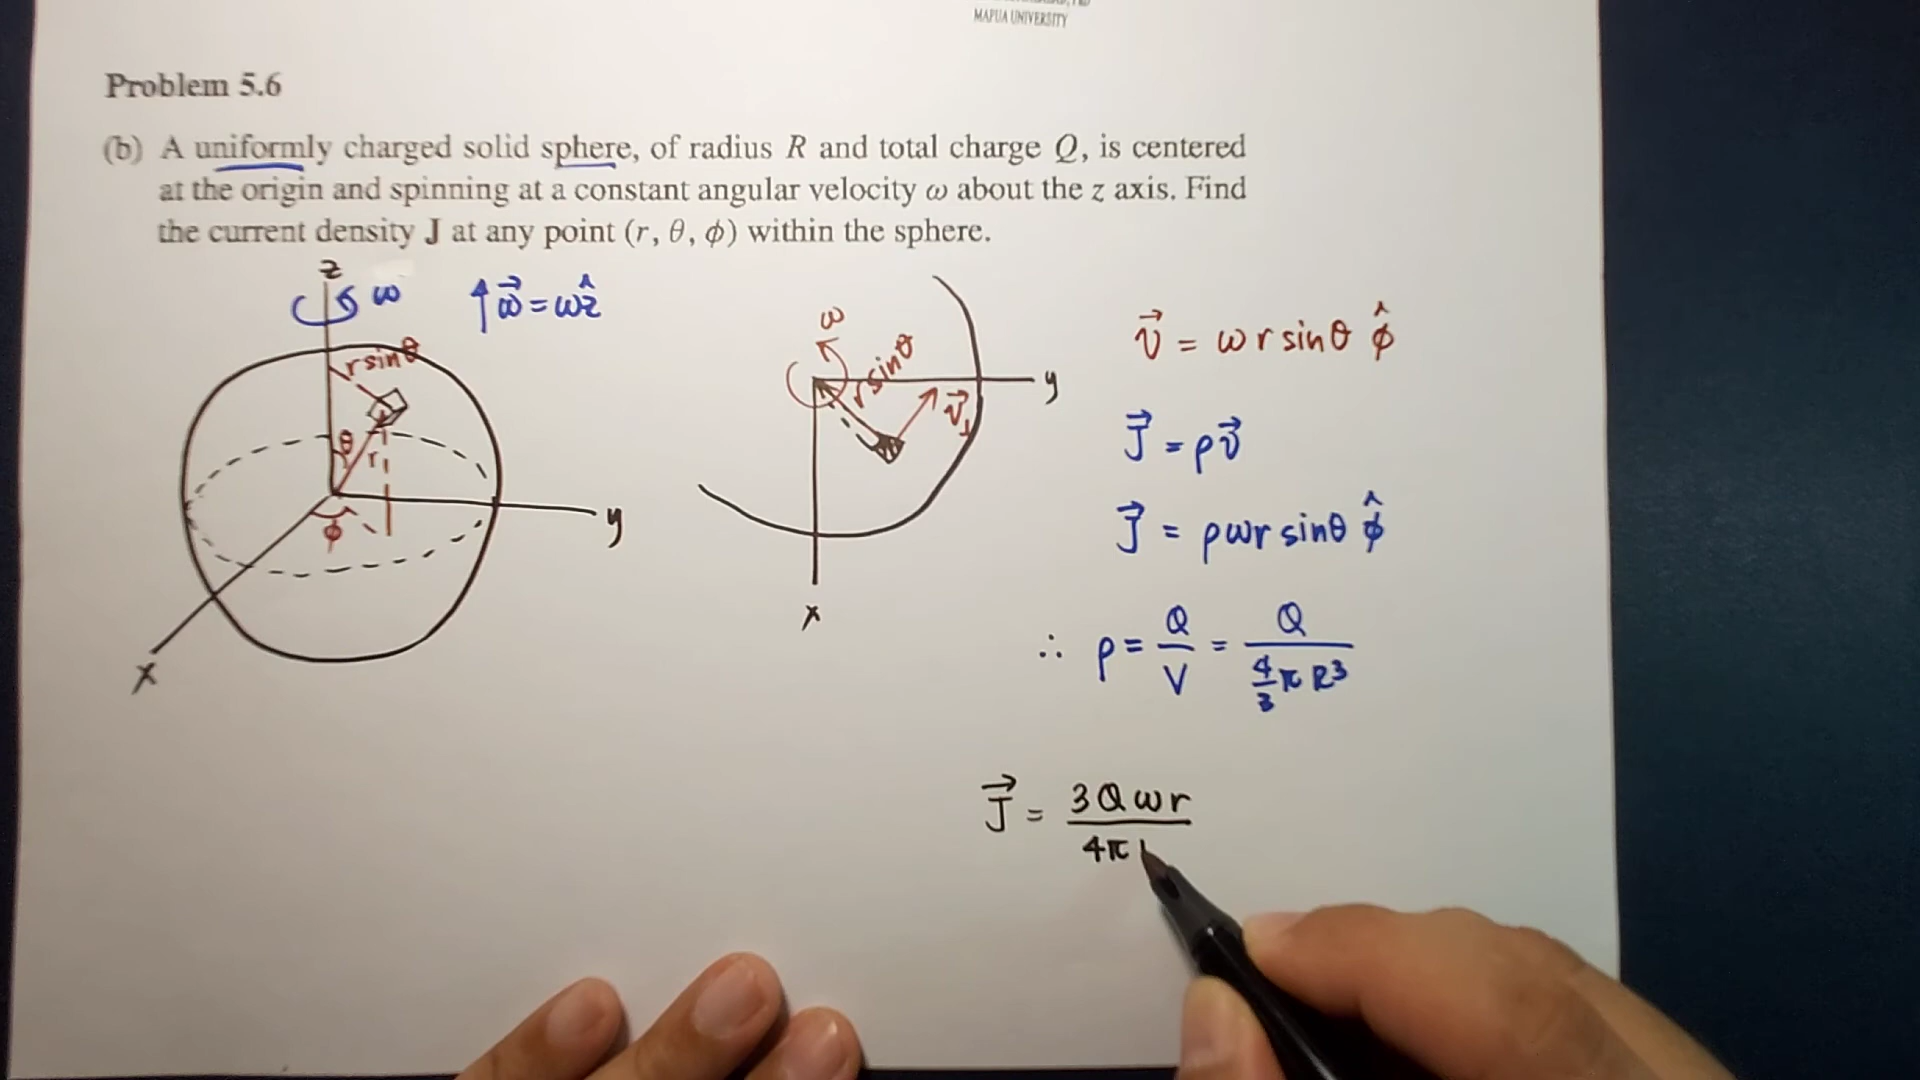 MAPUA UNIVERSITY
Problem 5.6
(b) A uniformly charged solid sphere, of radius R and total charge Q, is centered
at the origin and spinning at a constant angular velocity ω about the z axis. Find
the current density J at any point (r, θ, ϕ) within the sphere.
z
ω
r sinθ
θ
r
ϕ
y
x
ω⃗ = ωẑ
ω
r sinθ
v⃗⊥
y
x
v⃗ = ω r sinθ ϕ̂
J⃗ = ρv⃗
J⃗ = ρωr sinθ ϕ̂
∴ ρ = Q/V = Q/(4/3 π R³)
J⃗ = 3Qωr/4π